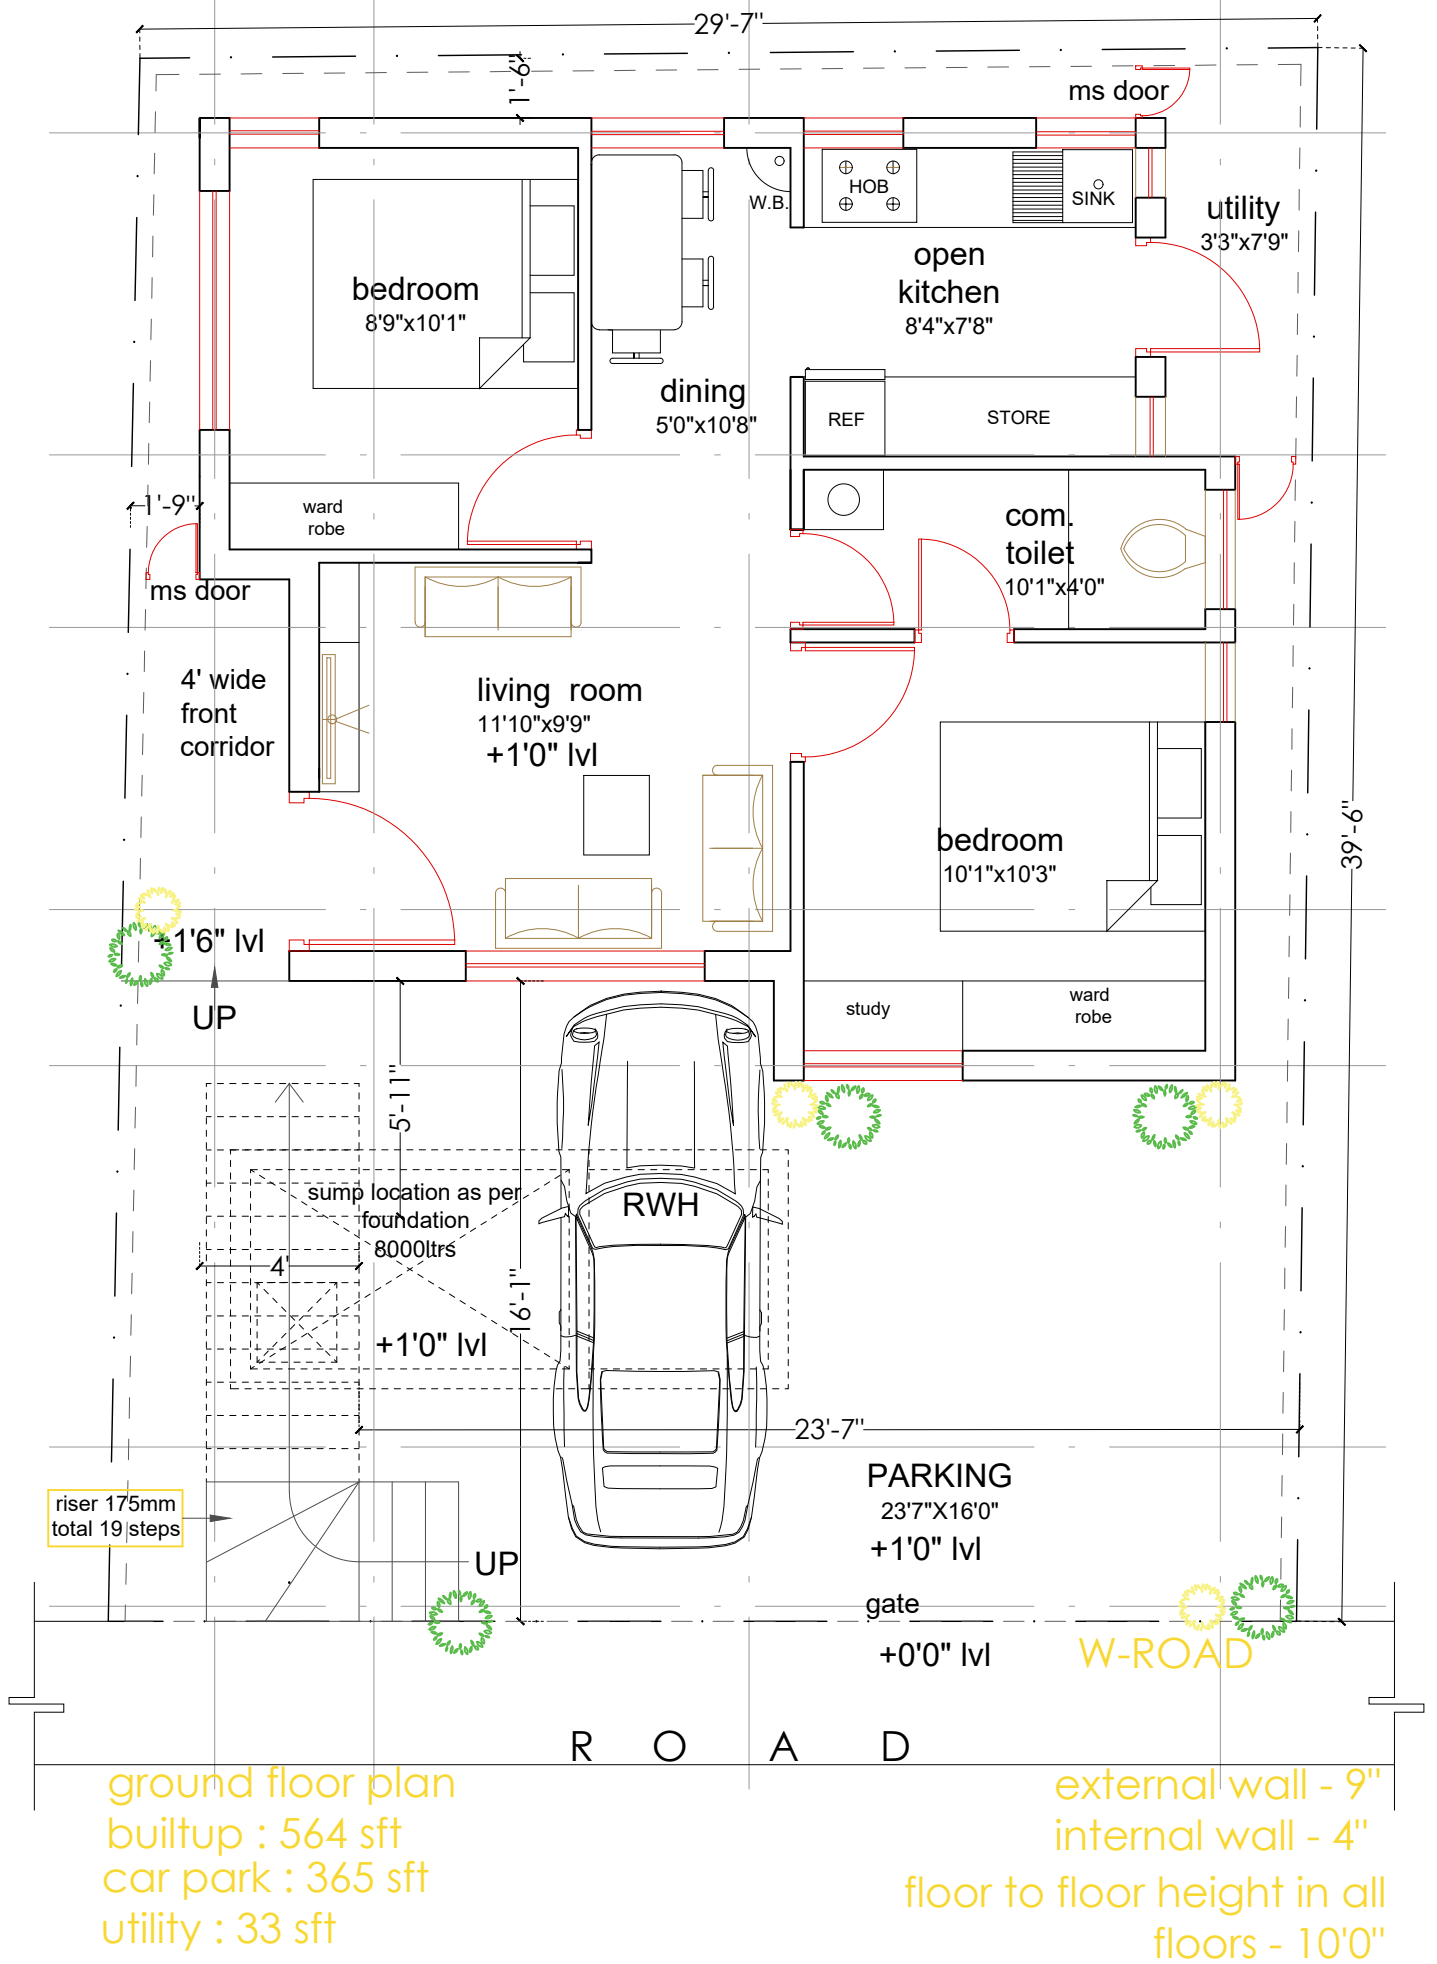 29'-7"
1'-6"
ms door
W.B.
HOB
SINK
utility
3'3"x7'9"
open
kitchen
8'4"x7'8"
bedroom
8'9"x10'1"
dining
5'0"x10'8"
REF
STORE
1'-9"
ward
robe
com.
toilet
10'1"x4'0"
ms door
4' wide
front
corridor
living room
11'10"x9'9"
+1'0" lvl
39'-6"
bedroom
10'1"x10'3"
+1'6" lvl
UP
study
ward
robe
5'-11"
sump location as per
foundation
8000ltrs
RWH
4'
16'-1"
+1'0" lvl
23'-7"
PARKING
23'7"X16'0"
+1'0" lvl
riser 175mm
total 19 steps
UP
gate
+0'0" lvl
W-ROAD
R O A D
ground floor plan
builtup : 564 sft
car park : 365 sft
utility : 33 sft
external wall - 9"
internal wall - 4"
floor to floor height in all
floors - 10'0"